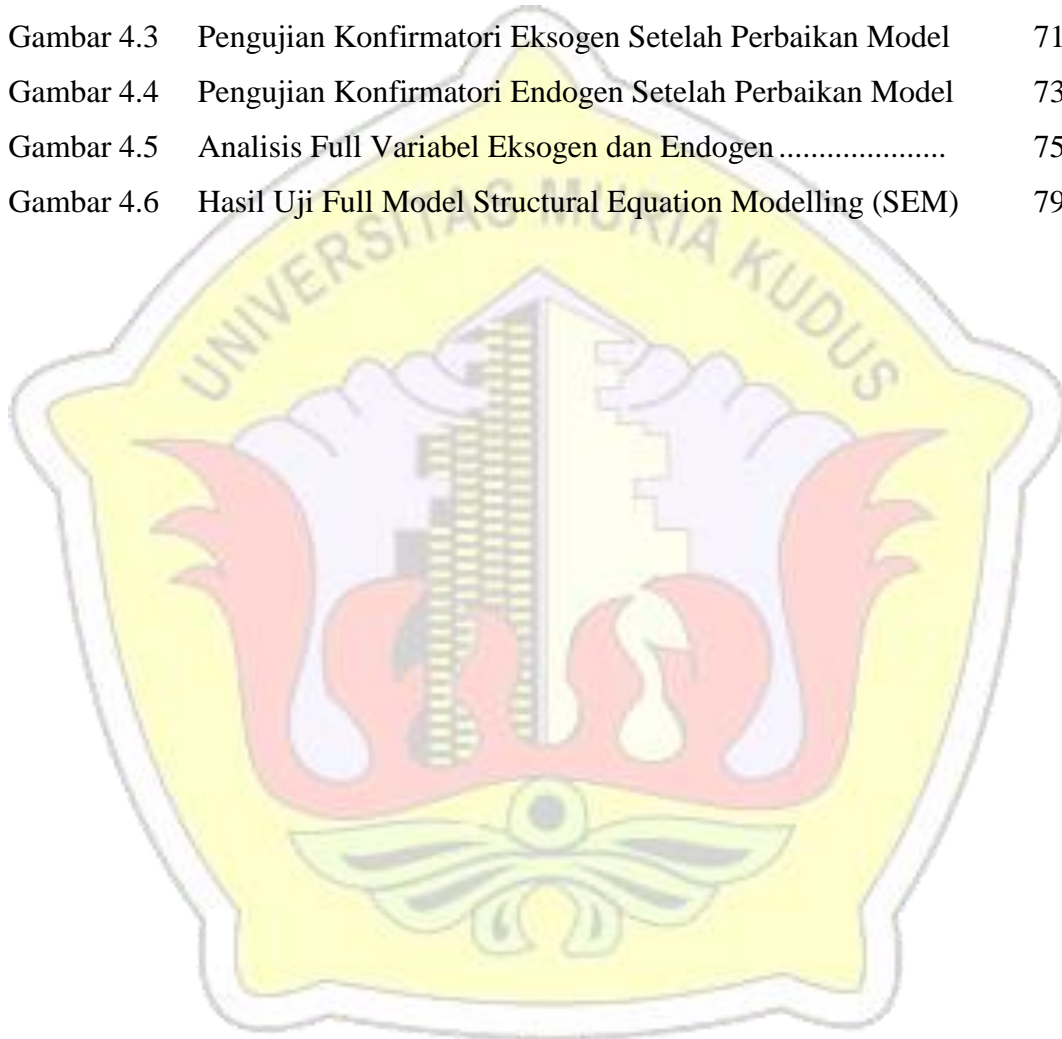 Gambar 4.3 Pengujian Konfirmatori Eksogen Setelah Perbaikan Model 71
Gambar 4.4 Pengujian Konfirmatori Endogen Setelah Perbaikan Model 73
Gambar 4.5 Analisis Full Variabel Eksogen dan Endogen ..................... 75
Gambar 4.6 Hasil Uji Full Model Structural Equation Modelling (SEM) 79
UNIVERSITAS MURIA KUDUS